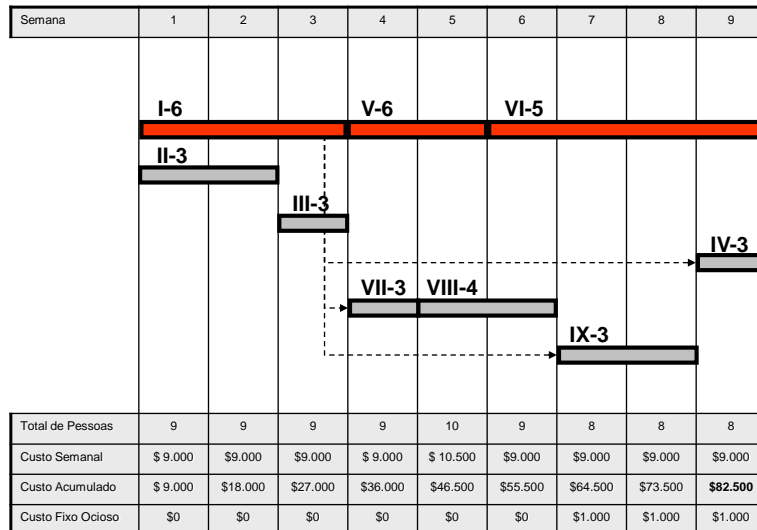 Semana 1 2 3 4 5 6 7 8 9
I-6 V-6 VI-5
II-3
III-3
IV-3
VII-3 VIII-4
IX-3
Total de Pessoas 9 9 9 9 10 9 8 8 8
Custo Semanal $ 9.000 $9.000 $9.000 $ 9.000 $ 10.500 $9.000 $9.000 $9.000 $9.000
Custo Acumulado $ 9.000 $18.000 $27.000 $36.000 $46.500 $55.500 $64.500 $73.500 $82.500
Custo Fixo Ocioso $0 $0 $0 $0 $0 $0 $1.000 $1.000 $1.000